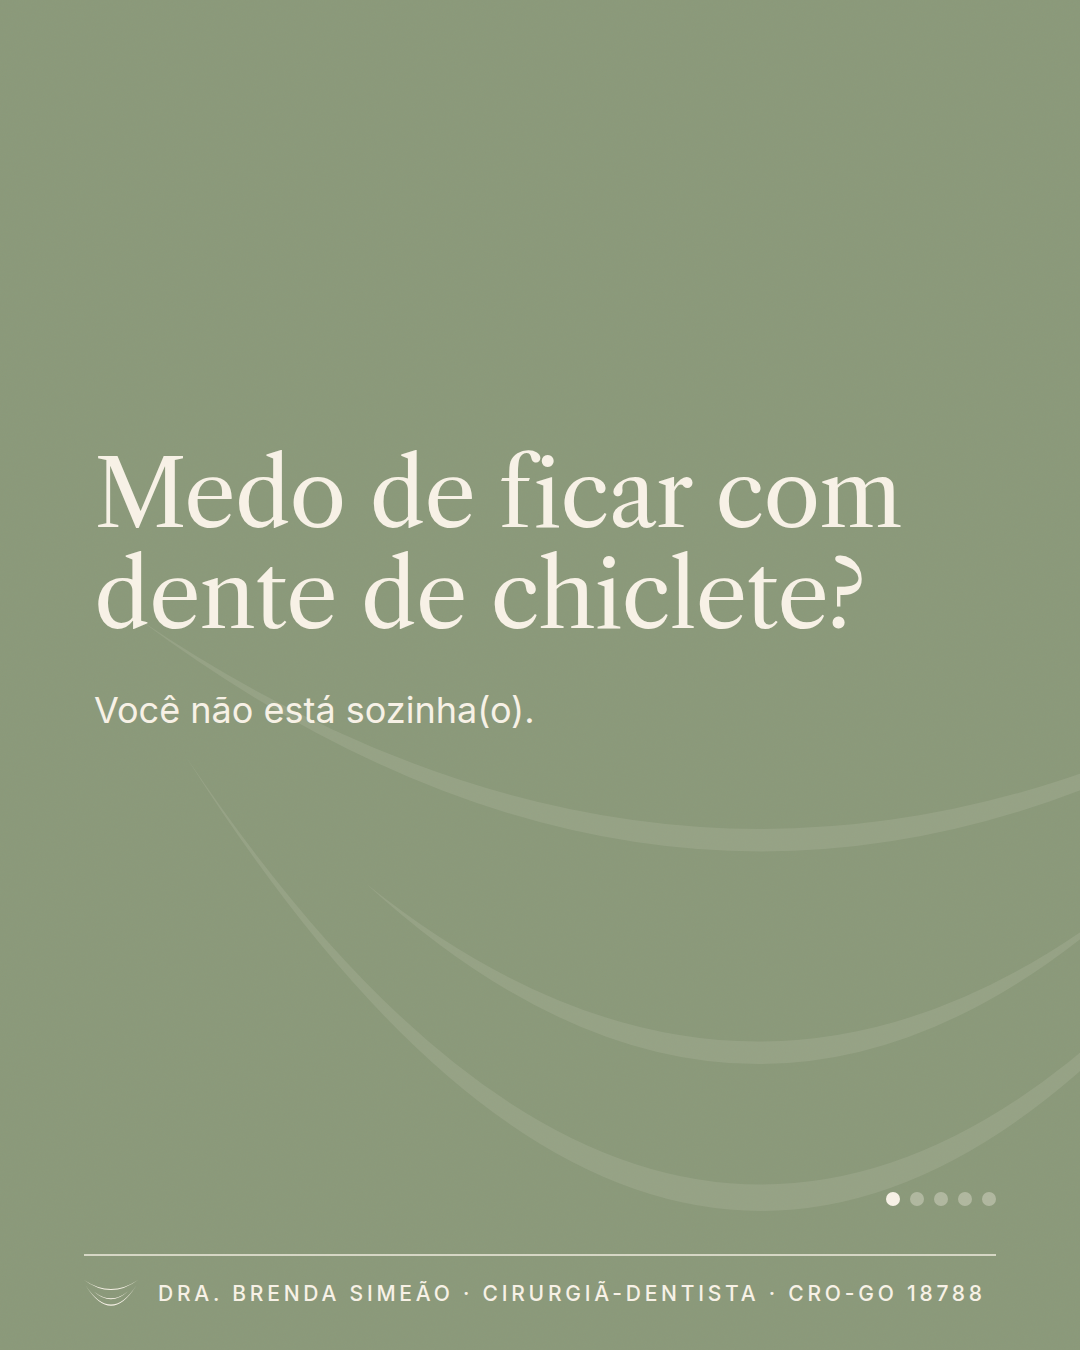 Medo de ficar com
dente de chiclete?
Você não está sozinha(o).
DRA. BRENDA SIMEÃO · CIRURGIÃ-DENTISTA · CRO-GO 18788